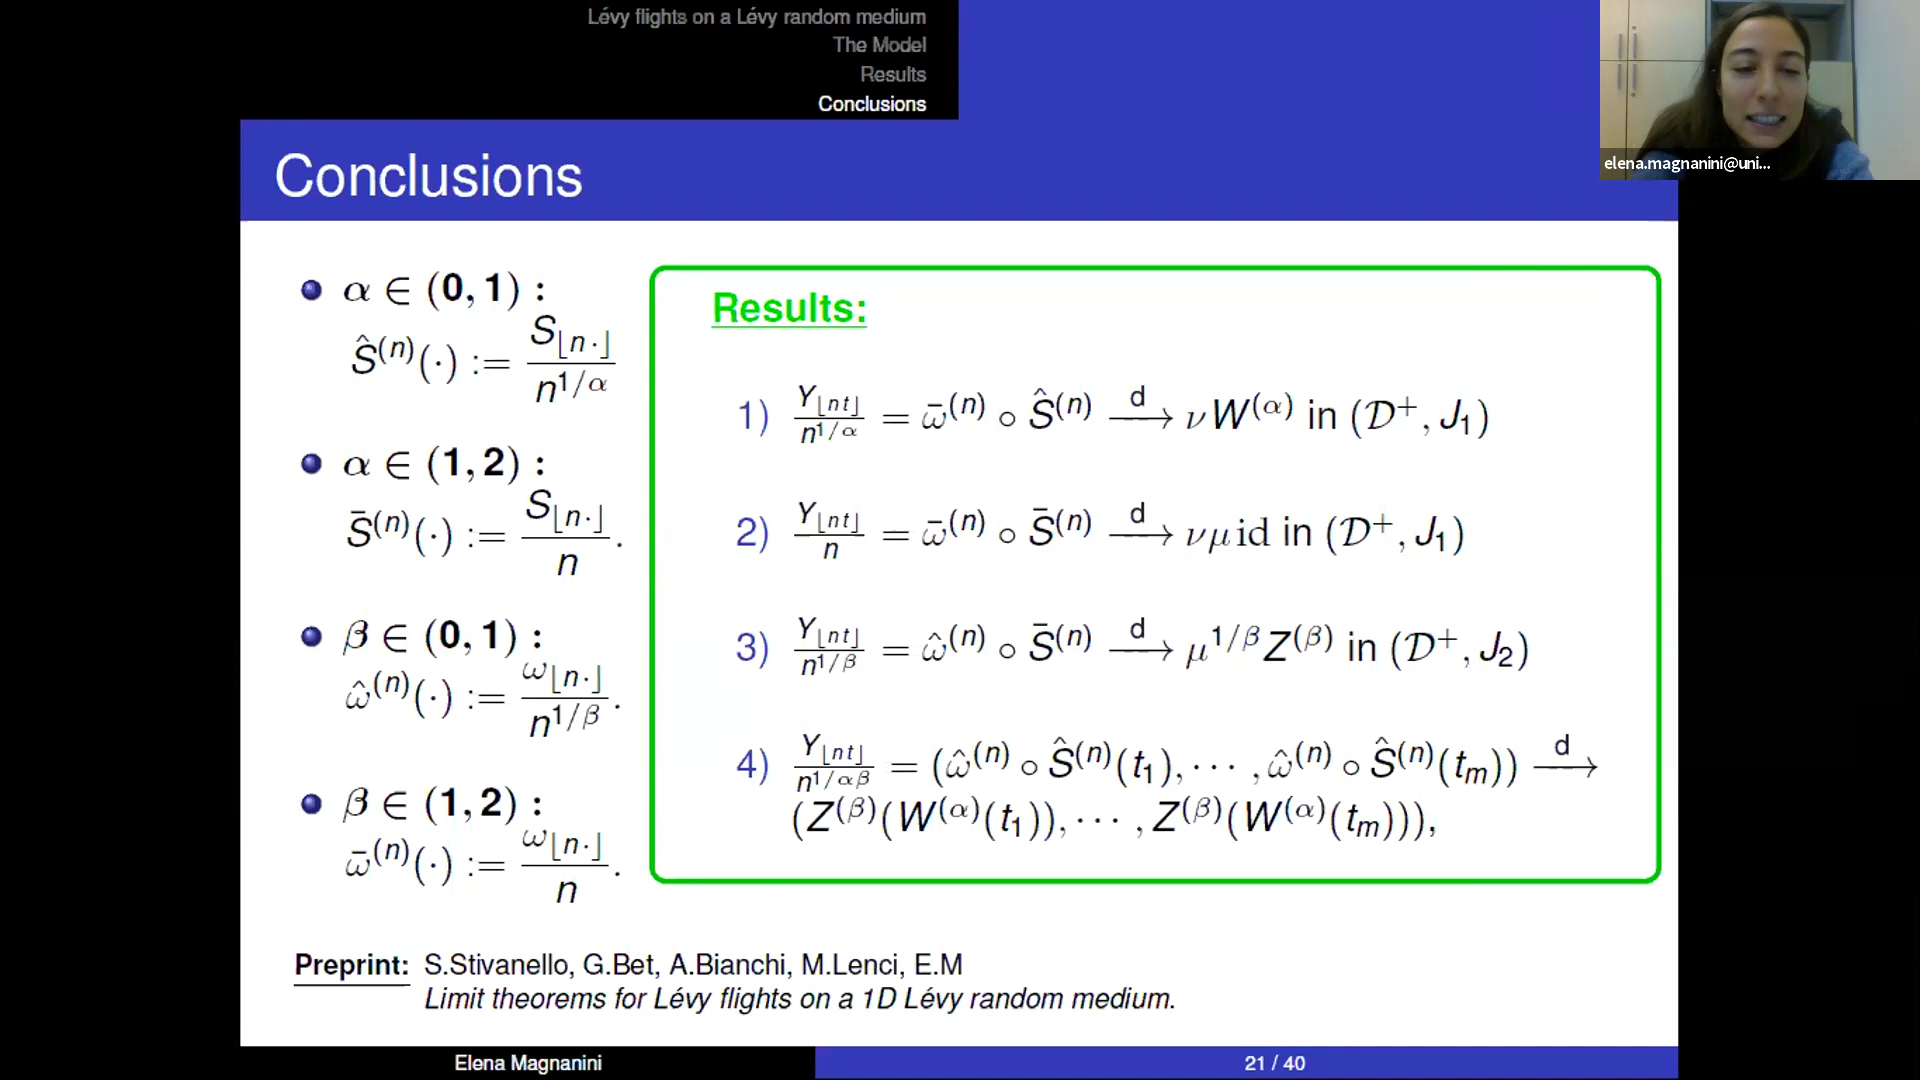 Lévy flights on a Lévy random medium
The Model
Results
Conclusions
elena.magnanini@uni...
Conclusions
• α ∈ (0, 1) :
Ŝ⁽ⁿ⁾(·) := S_{⌊n·⌋} / n^{1/α}
• α ∈ (1, 2) :
S̄⁽ⁿ⁾(·) := S_{⌊n·⌋} / n.
• β ∈ (0, 1) :
ω̂⁽ⁿ⁾(·) := ω_{⌊n·⌋} / n^{1/β}.
• β ∈ (1, 2) :
ω̄⁽ⁿ⁾(·) := ω_{⌊n·⌋} / n.
Results:
1) Y_{⌊nt⌋} / n^{1/α} = ω̄⁽ⁿ⁾ ∘ Ŝ⁽ⁿ⁾ —d→ νW^{(α)} in (𝒟⁺, J₁)
2) Y_{⌊nt⌋} / n = ω̄⁽ⁿ⁾ ∘ S̄⁽ⁿ⁾ —d→ νμ id in (𝒟⁺, J₁)
3) Y_{⌊nt⌋} / n^{1/β} = ω̂⁽ⁿ⁾ ∘ S̄⁽ⁿ⁾ —d→ μ^{1/β}Z^{(β)} in (𝒟⁺, J₂)
4) Y_{⌊nt⌋} / n^{1/αβ} = (ω̂⁽ⁿ⁾ ∘ Ŝ⁽ⁿ⁾(t₁), ⋯ , ω̂⁽ⁿ⁾ ∘ Ŝ⁽ⁿ⁾(t_m)) —d→
(Z^{(β)}(W^{(α)}(t₁)), ⋯ , Z^{(β)}(W^{(α)}(t_m))),
Preprint: S.Stivanello, G.Bet, A.Bianchi, M.Lenci, E.M
Limit theorems for Lévy flights on a 1D Lévy random medium.
Elena Magnanini
21 / 40